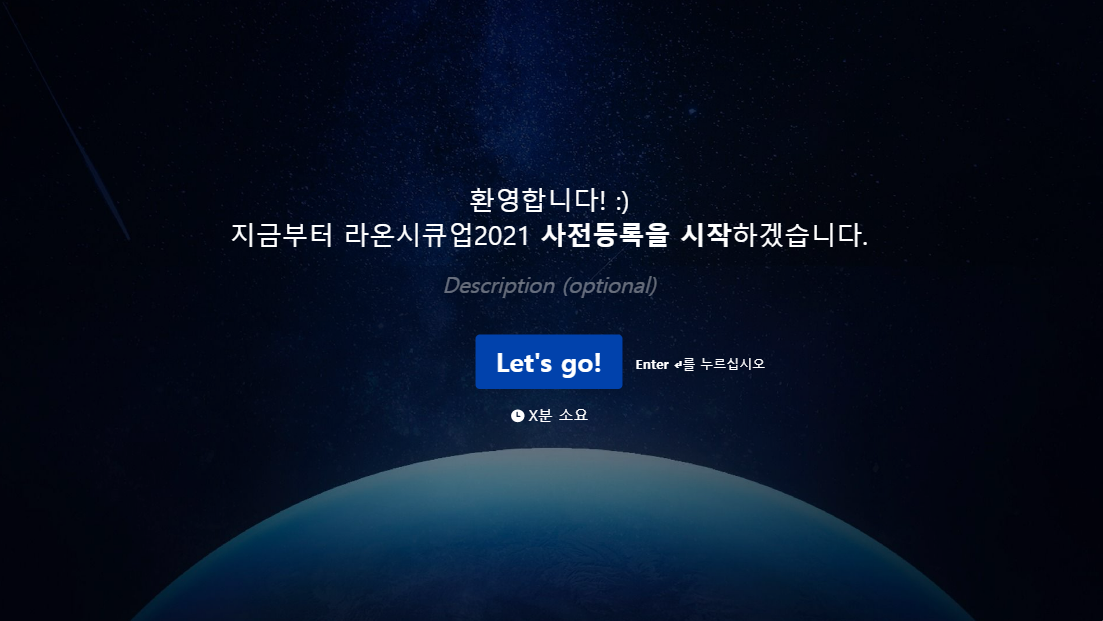 환영합니다! :)
지금부터 라온시큐업2021 사전등록을 시작하겠습니다.
Description (optional)
Let's go!
Enter ↵를 누르십시오
X분 소요